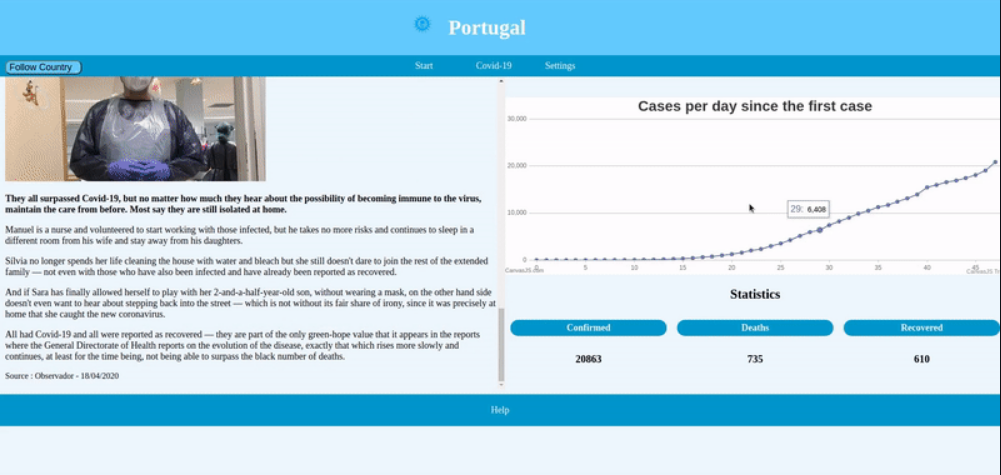 Portugal
Follow Country
Start Covid-19 Settings
They all surpassed Covid-19, but no matter how much they hear about the possibility of becoming immune to the virus,
maintain the care from before. Most say they are still isolated at home.
Manuel is a nurse and volunteered to start working with those infected, but he takes no more risks and continues to sleep in a
different room from his wife and stay away from his daughters.
Silvia no longer spends her life cleaning the house with water and bleach but she still doesn't dare to join the rest of the extended
family — not even with those who have also been infected and have already been reported as recovered.
And if Sara has finally allowed herself to play with her 2-and-a-half-year-old son, without wearing a mask, on the other hand side
doesn't even want to hear about stepping back into the street — which is not without its fair share of irony, since it was precisely at
home that she caught the new coronavirus.
All had Covid-19 and all were reported as recovered — they are part of the only green-hope value that it appears in the reports
where the General Directorate of Health reports on the evolution of the disease, exactly that which rises more slowly and
continues, at least for the time being, not being able to surpass the black number of deaths.
Source : Observador - 18/04/2020
Cases per day since the first case
30,000
20,000
10,000
0
29: 6,408
0 5 10 15 20 25 30 35 40 45
CanvasJS.com CanvasJS Tr
Statistics
Confirmed Deaths Recovered
20863 735 610
Help